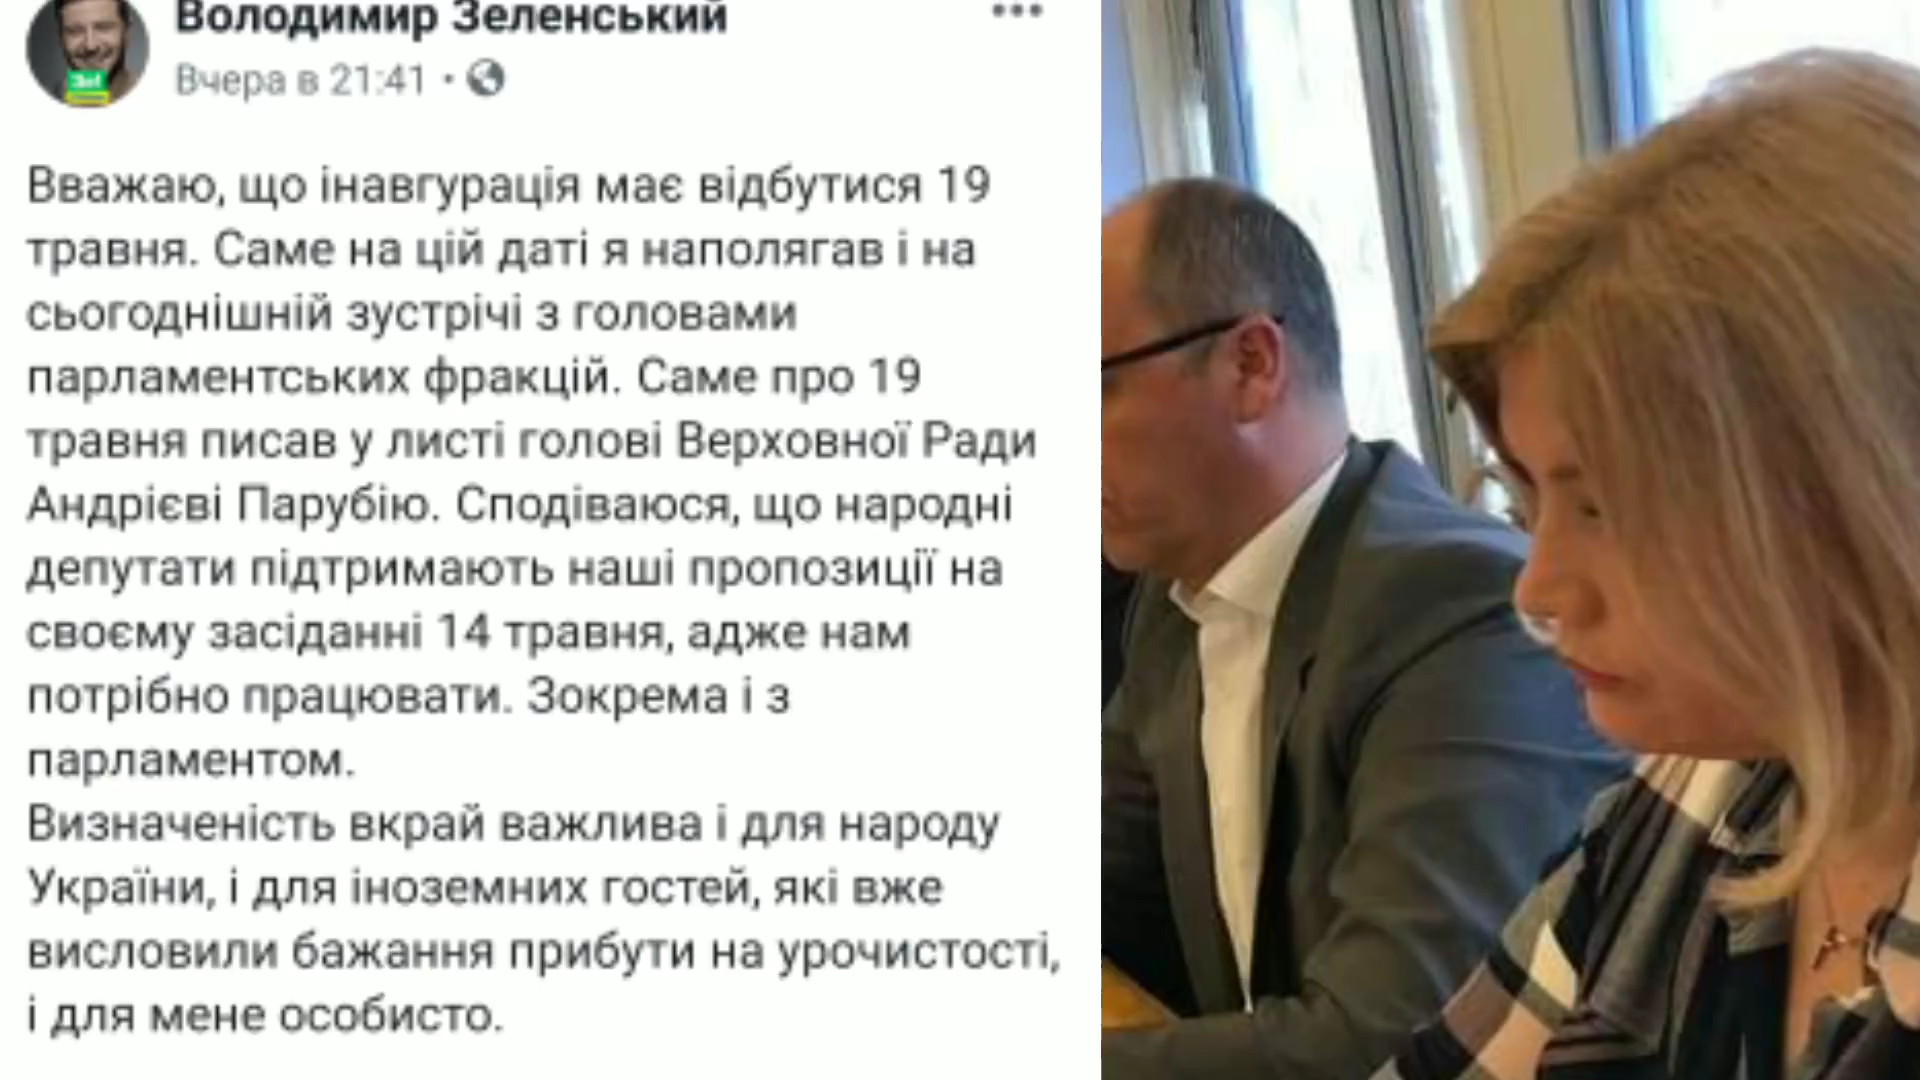 Володимир Зеленський
Вчера в 21:41
Вважаю, що інавгурація має відбутися 19
травня. Саме на цій даті я наполягав і на
сьогоднішній зустрічі з головами
парламентських фракцій. Саме про 19
травня писав у листі голові Верховної Ради
Андрієві Парубію. Сподіваюся, що народні
депутати підтримають наші пропозиції на
своєму засіданні 14 травня, адже нам
потрібно працювати. Зокрема і з
парламентом.
Визначеність вкрай важлива і для народу
України, і для іноземних гостей, які вже
висловили бажання прибути на урочистості,
і для мене особисто.